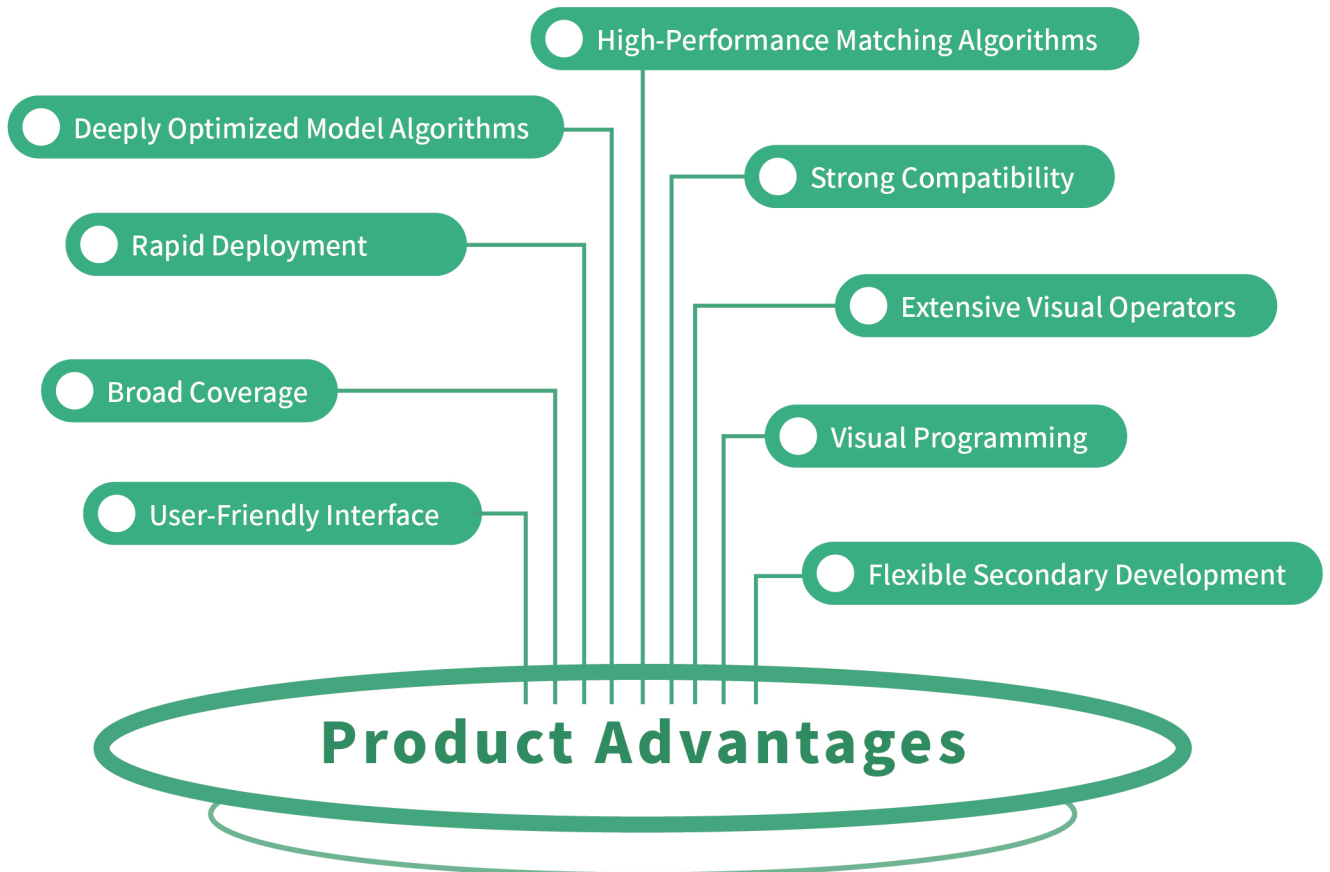 High-Performance Matching Algorithms
Deeply Optimized Model Algorithms
Strong Compatibility
Rapid Deployment
Extensive Visual Operators
Broad Coverage
Visual Programming
User-Friendly Interface
Flexible Secondary Development
Product Advantages